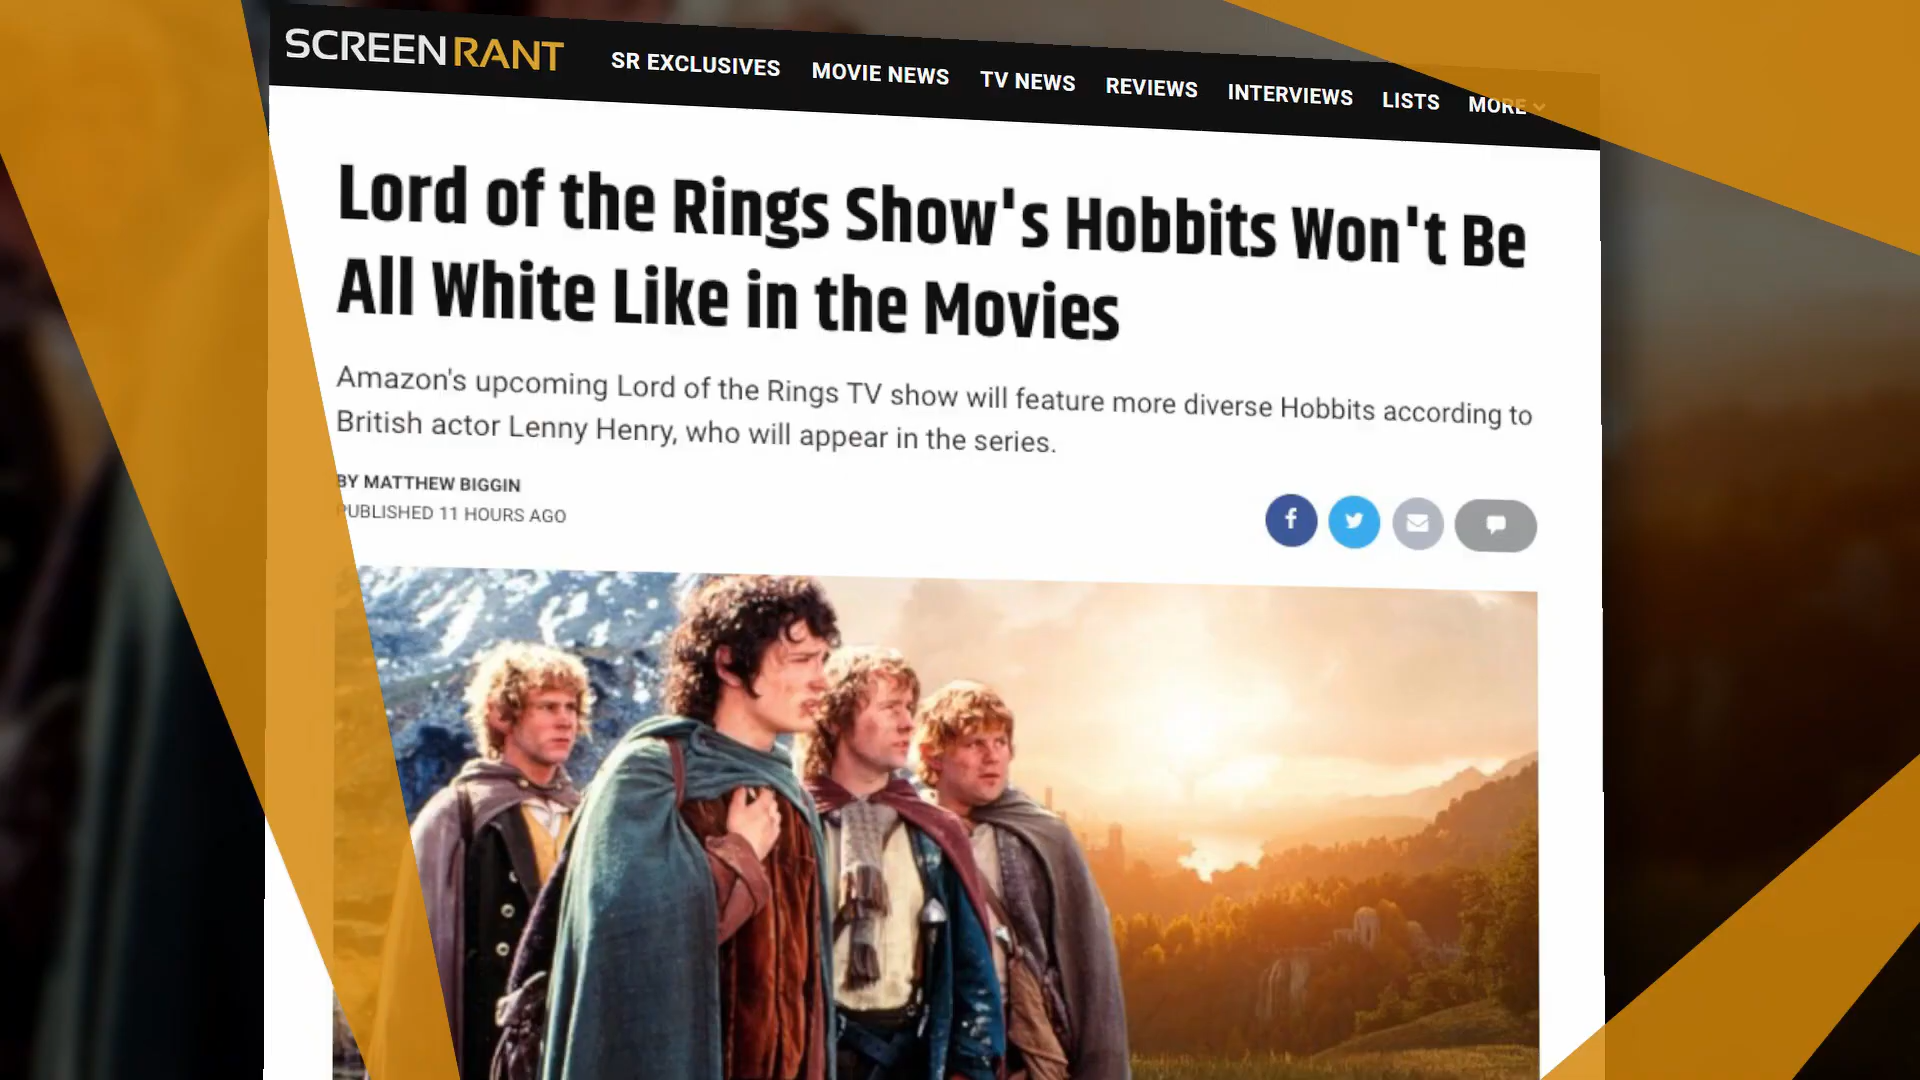 SCREENRANT
SR EXCLUSIVES MOVIE NEWS TV NEWS REVIEWS INTERVIEWS LISTS MORE
Lord of the Rings Show's Hobbits Won't Be
All White Like in the Movies
Amazon's upcoming Lord of the Rings TV show will feature more diverse Hobbits according to
British actor Lenny Henry, who will appear in the series.
BY MATTHEW BIGGIN
PUBLISHED 11 HOURS AGO